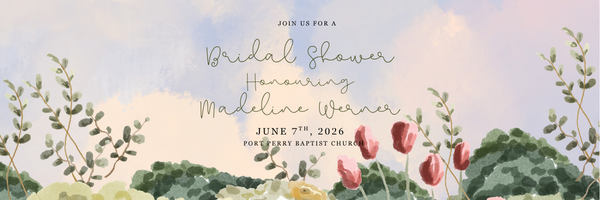 JOIN US FOR A
Bridal Shower
Honouring
Madeline Werner
JUNE 7TH, 2026
PORT PERRY BAPTIST CHURCH